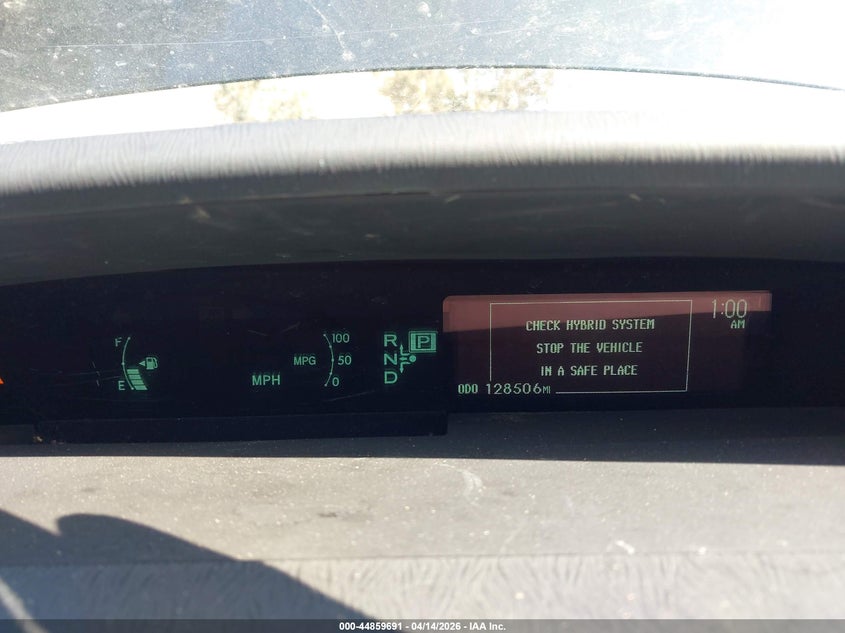 1:00
AM
CHECK HYBRID SYSTEM
STOP THE VEHICLE
IN A SAFE PLACE
ODO 128506MI
F
E
MPH
100
MPG 50
0
R P
N
D
000-44859691 - 04/14/2026 - IAA Inc.